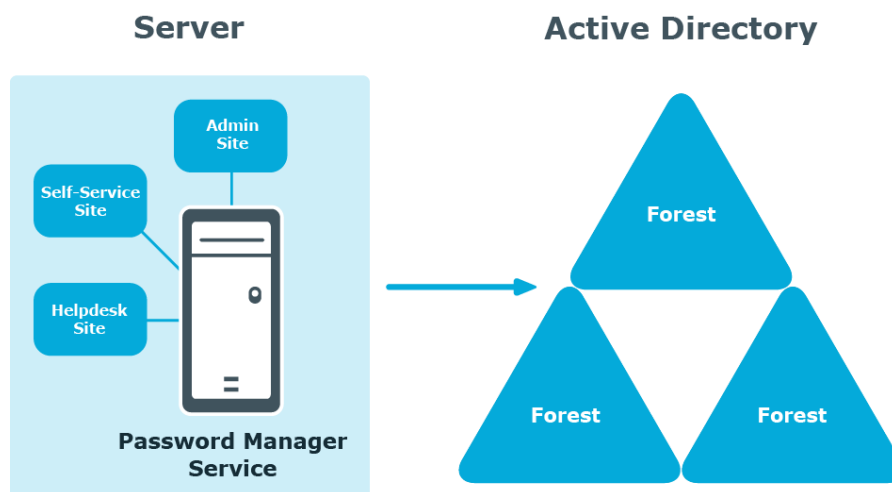 Server
Active Directory
Admin
Site
Self-Service
Site
Helpdesk
Site
Password Manager
Service
Forest
Forest
Forest